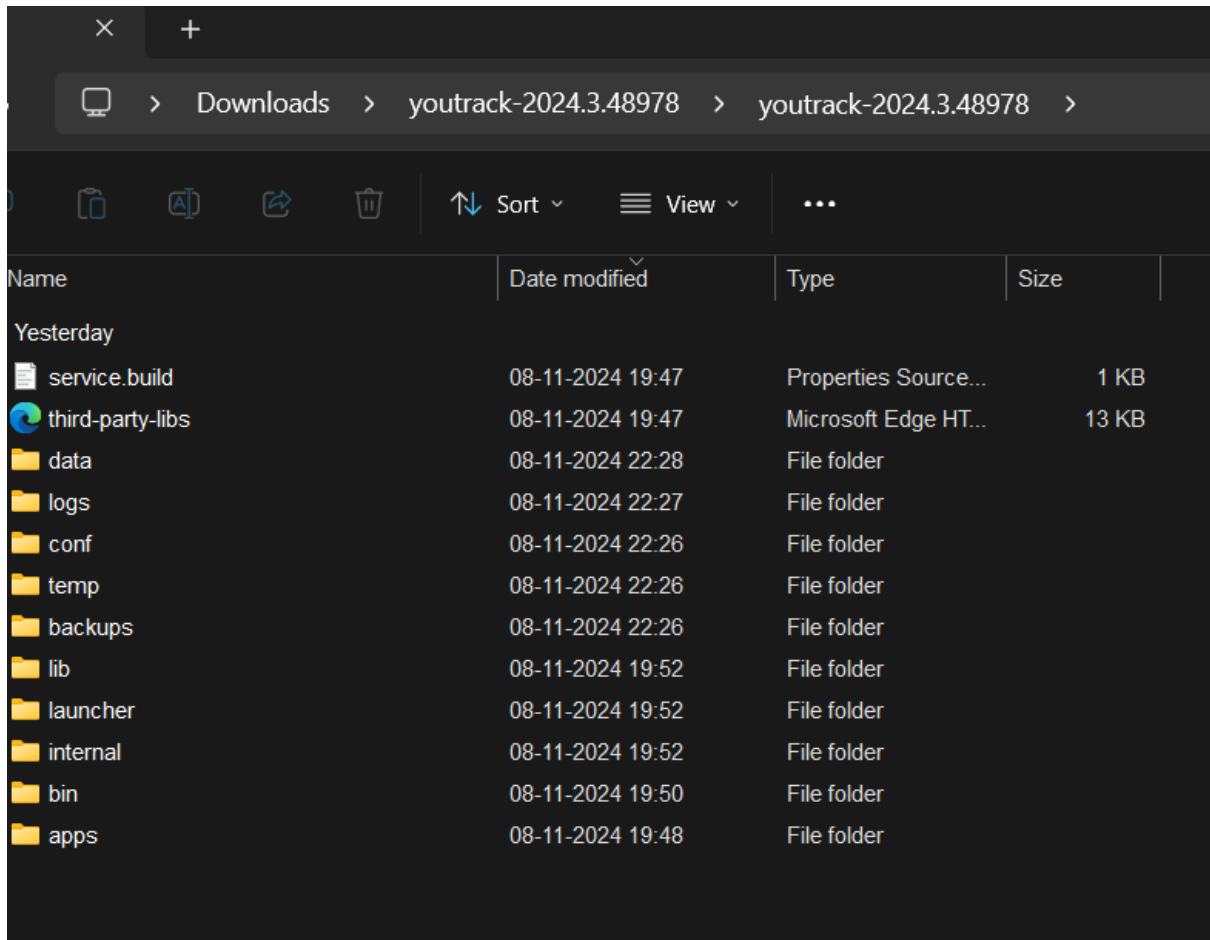 Downloads > youtrack-2024.3.48978 > youtrack-2024.3.48978 >
Sort View •••
Name Date modified Type Size
Yesterday
service.build 08-11-2024 19:47 Properties Source... 1 KB
third-party-libs 08-11-2024 19:47 Microsoft Edge HT... 13 KB
data 08-11-2024 22:28 File folder
logs 08-11-2024 22:27 File folder
conf 08-11-2024 22:26 File folder
temp 08-11-2024 22:26 File folder
backups 08-11-2024 22:26 File folder
lib 08-11-2024 19:52 File folder
launcher 08-11-2024 19:52 File folder
internal 08-11-2024 19:52 File folder
bin 08-11-2024 19:50 File folder
apps 08-11-2024 19:48 File folder